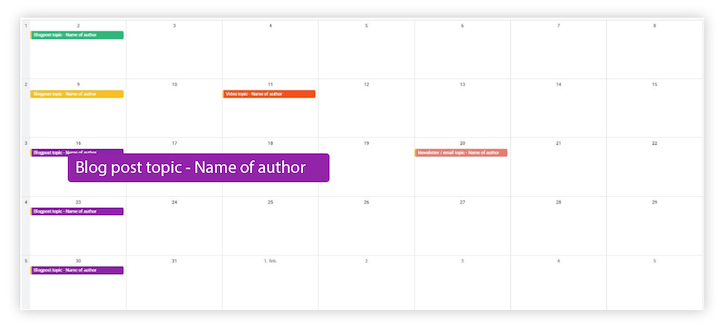 1 2 3 4 5 6 7 8
Blogpost topic - Name of author
2 9 10 11 12 13 14 15
Blogpost topic - Name of author Video topic - Name of author
3 16 17 18 19 20 21 22
Blogpost topic - Name of author Newsletter / email topic - Name of author
Blog post topic - Name of author
4 23 24 25 26 27 28 29
Blogpost topic - Name of author
5 30 31 1. feb. 2 3 4 5
Blogpost topic - Name of author